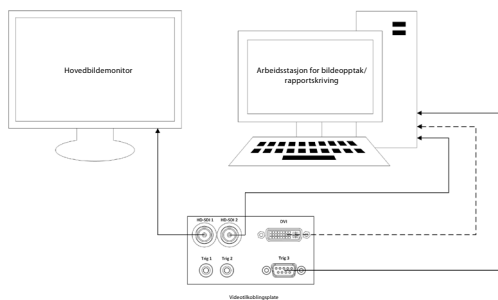 Hovedbildemonitor
Arbeidsstasjon for bildeopptak/
rapportskriving
HD-SDI 1
HD-SDI 2
DVI
Trig 1
Trig 2
Trig 3
Videotilkoblingsplate